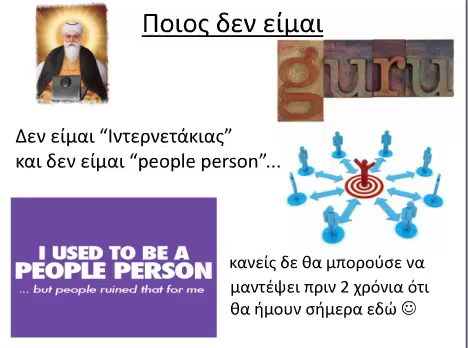 Ποιος δεν είμαι
guru
Δεν είμαι “Ιντερνετάκιας”
και δεν είμαι “people person”...
I USED TO BE A
PEOPLE PERSON
... but people ruined that for me
κανείς δε θα μπορούσε να
μαντέψει πριν 2 χρόνια ότι
θα ήμουν σήμερα εδώ ☺